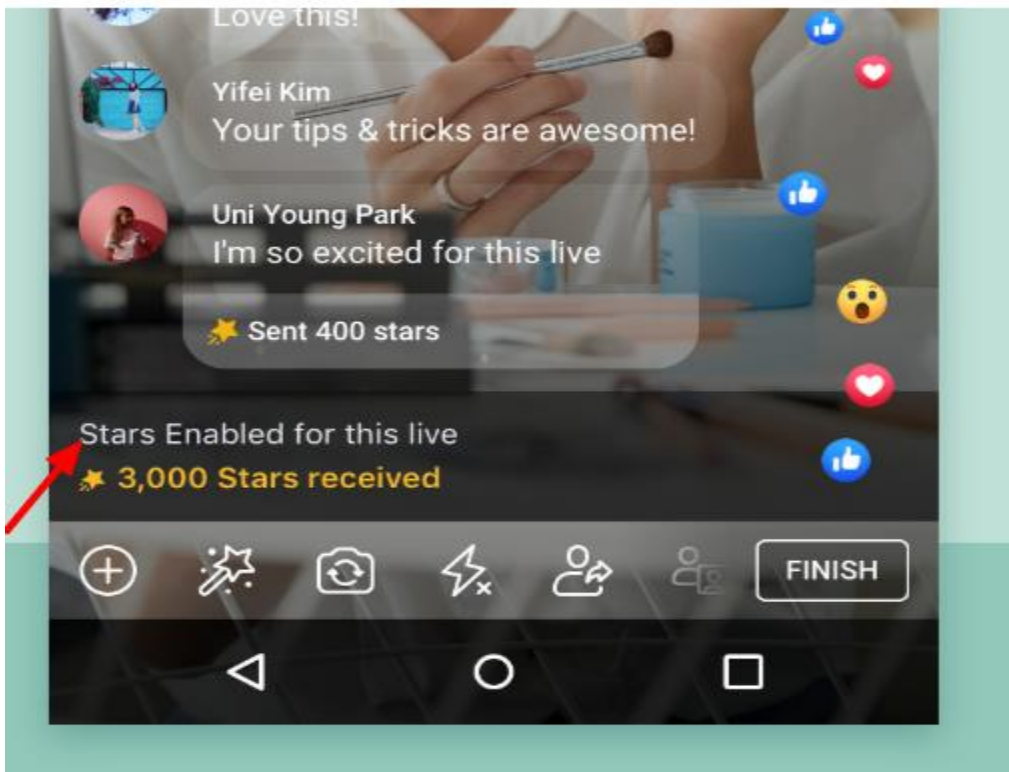 Love this!
Yifei Kim
Your tips & tricks are awesome!
Uni Young Park
I'm so excited for this live
Sent 400 stars
Stars Enabled for this live
3,000 Stars received
FINISH